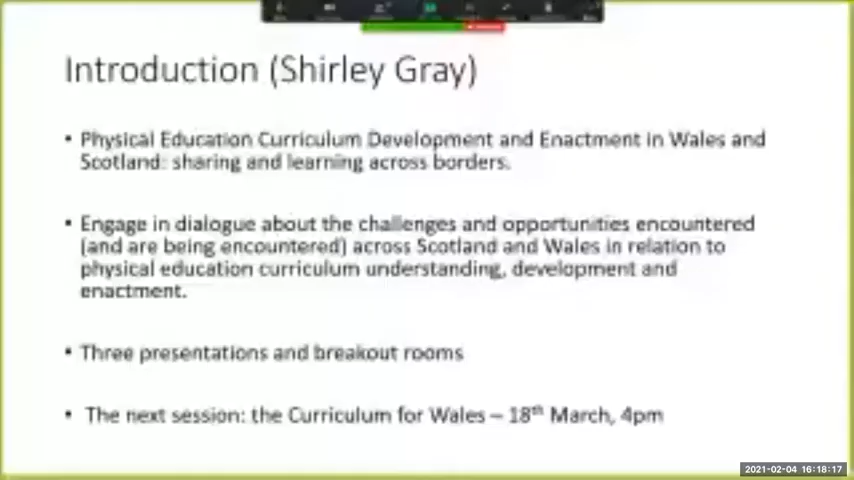 Introduction (Shirley Gray)
• Physical Education Curriculum Development and Enactment in Wales and
Scotland: sharing and learning across borders.
• Engage in dialogue about the challenges and opportunities encountered
(and are being encountered) across Scotland and Wales in relation to
physical education curriculum understanding, development and
enactment.
• Three presentations and breakout rooms
• The next session: the Curriculum for Wales – 18th March, 4pm
2021-02-04 16:18:17